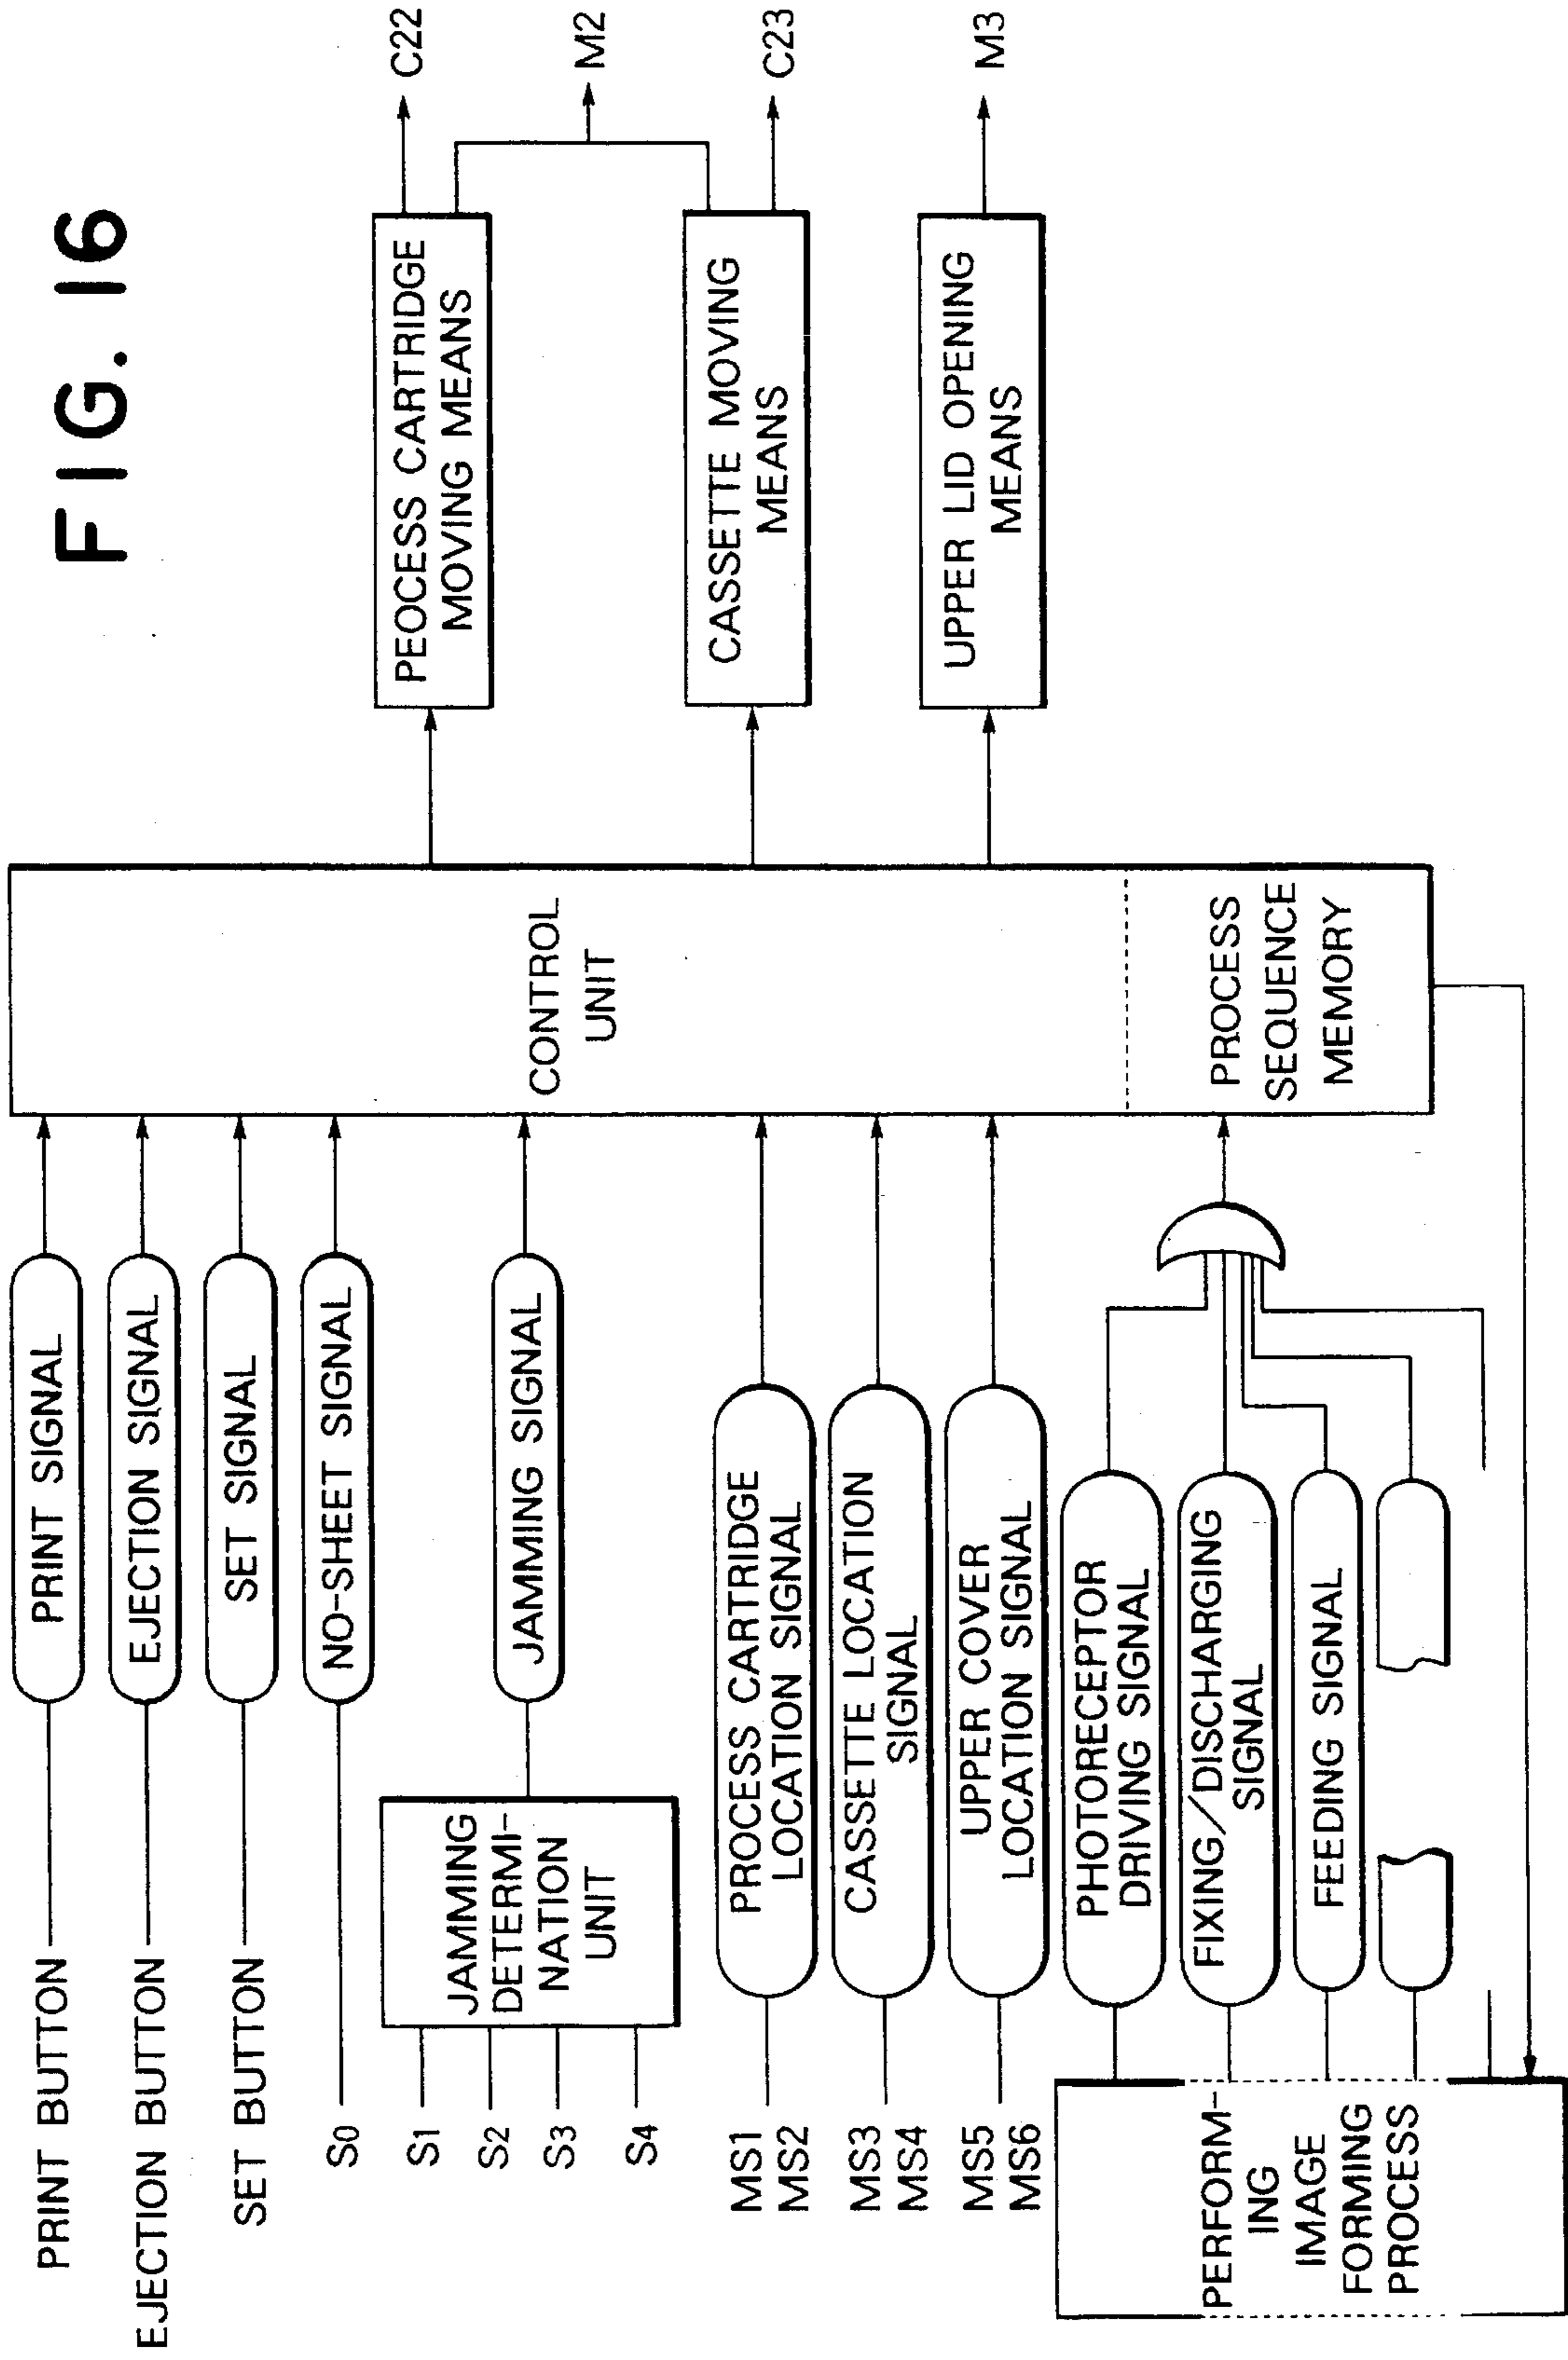 FIG. 16
PRINT BUTTON
PRINT SIGNAL
EJECTION BUTTON
EJECTION SIGNAL
SET BUTTON
SET SIGNAL
S0
NO-SHEET SIGNAL
S1
S2
S3
S4
JAMMING
DETERMI-
NATION
UNIT
JAMMING SIGNAL
MS1
MS2
PROCESS CARTRIDGE
LOCATION SIGNAL
MS3
MS4
CASSETTE LOCATION
SIGNAL
MS5
MS6
UPPER COVER
LOCATION SIGNAL
PERFORM-
ING
IMAGE
FORMING
PROCESS
PHOTORECEPTOR
DRIVING SIGNAL
FIXING/DISCHARGING
SIGNAL
FEEDING SIGNAL
CONTROL
UNIT
PROCESS
SEQUENCE
MEMORY
PEOCESS CARTRIDGE
MOVING MEANS
CASSETTE MOVING
MEANS
UPPER LID OPENING
MEANS
C22
M2
C23
M3